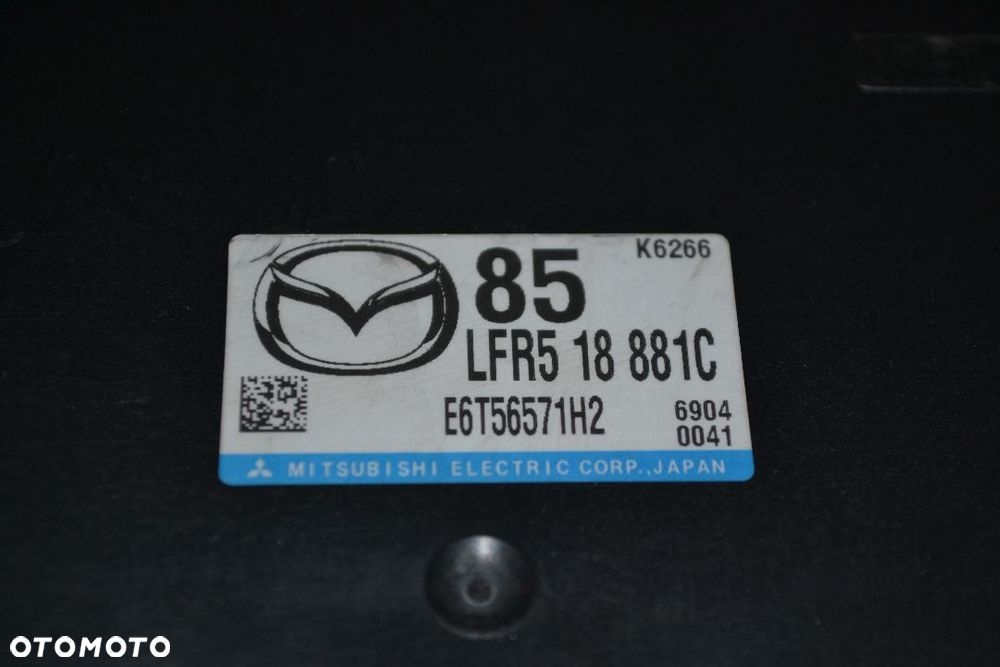 85
K6266
LFR5 18 881C
E6T56571H2
6904
0041
MITSUBISHI ELECTRIC CORP., JAPAN
OTOMOTO